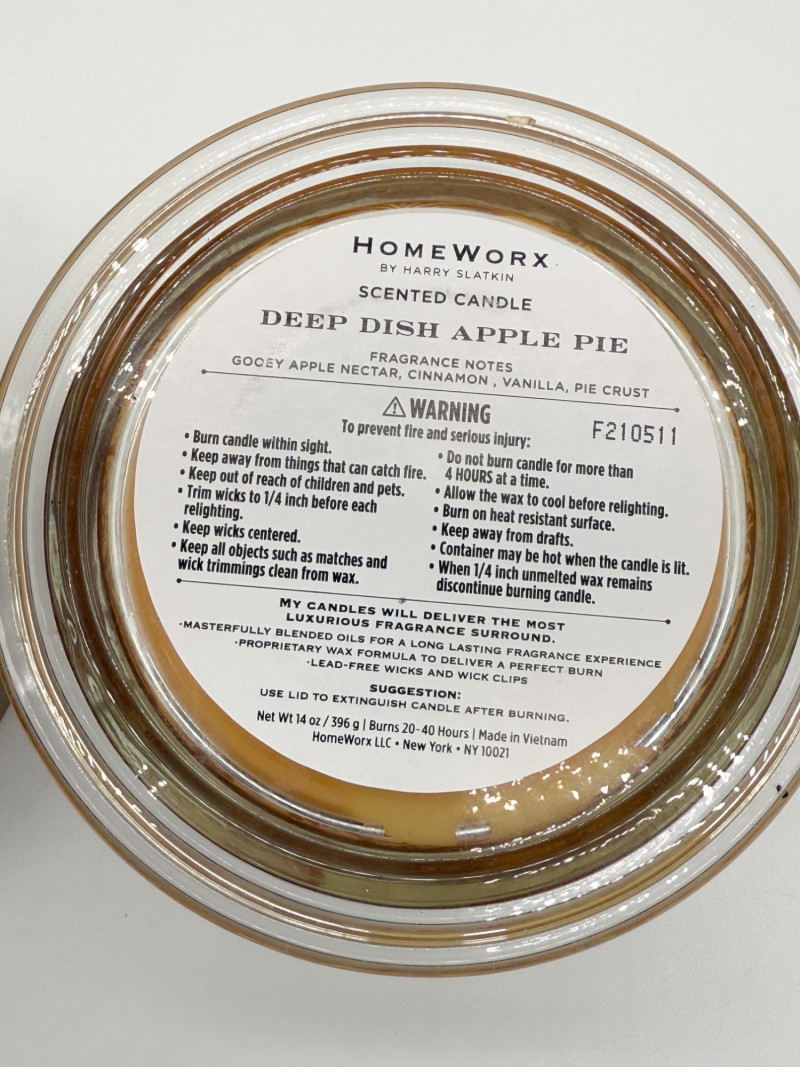 HOMEWORX
BY HARRY SLATKIN
SCENTED CANDLE
DEEP DISH APPLE PIE
FRAGRANCE NOTES
GOOEY APPLE NECTAR, CINNAMON , VANILLA, PIE CRUST
⚠ WARNING
To prevent fire and serious injury:
F210511
• Burn candle within sight.
• Keep away from things that can catch fire.
• Keep out of reach of children and pets.
• Trim wicks to 1/4 inch before each
relighting.
• Keep wicks centered.
• Keep all objects such as matches and
wick trimmings clean from wax.
• Do not burn candle for more than
4 HOURS at a time.
• Allow the wax to cool before relighting.
• Burn on heat resistant surface.
• Keep away from drafts.
• Container may be hot when the candle is lit.
• When 1/4 inch unmelted wax remains
discontinue burning candle.
MY CANDLES WILL DELIVER THE MOST
LUXURIOUS FRAGRANCE SURROUND.
·MASTERFULLY BLENDED OILS FOR A LONG LASTING FRAGRANCE EXPERIENCE
·PROPRIETARY WAX FORMULA TO DELIVER A PERFECT BURN
·LEAD-FREE WICKS AND WICK CLIPS
SUGGESTION:
USE LID TO EXTINGUISH CANDLE AFTER BURNING.
Net Wt 14 oz / 396 g | Burns 20-40 Hours | Made in Vietnam
HomeWorx LLC • New York • NY 10021